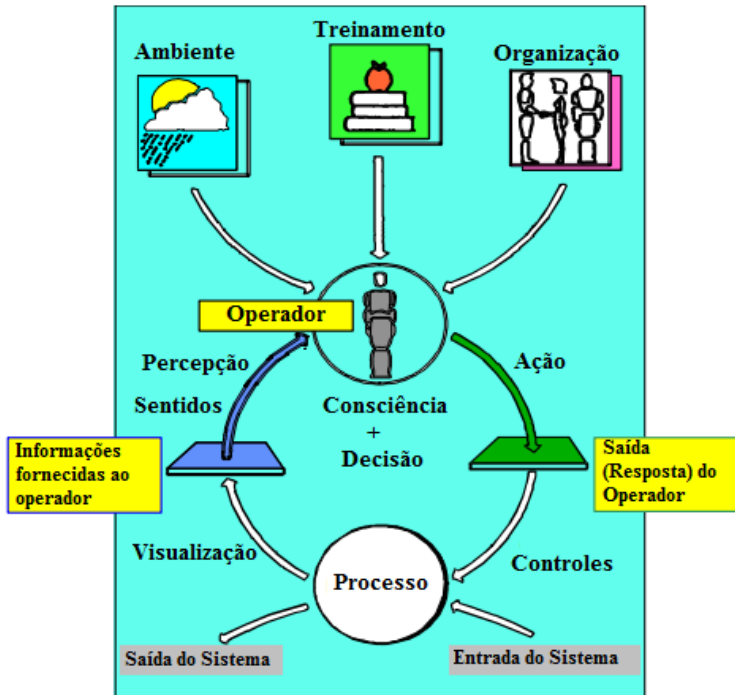 Treinamento
Ambiente
Organização
Operador
Percepção
Sentidos
Ação
Consciência
+
Decisão
Informações
fornecidas ao
operador
Saída
(Resposta) do
Operador
Visualização
Processo
Controles
Saída do Sistema
Entrada do Sistema